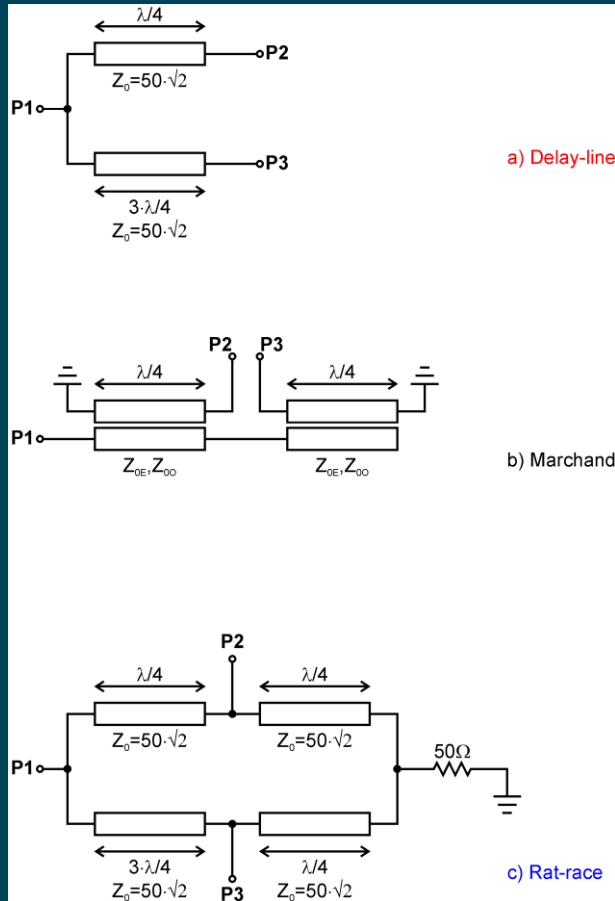 λ/4
P2
Z₀=50·√2
P1
P3
a) Delay-line
3·λ/4
Z₀=50·√2
P2 P3
λ/4 λ/4
P1
Z₀E,Z₀O Z₀E,Z₀O
b) Marchand
P2
λ/4 λ/4
Z₀=50·√2 Z₀=50·√2
P1 50Ω
3·λ/4 λ/4
Z₀=50·√2 P3 Z₀=50·√2
c) Rat-race